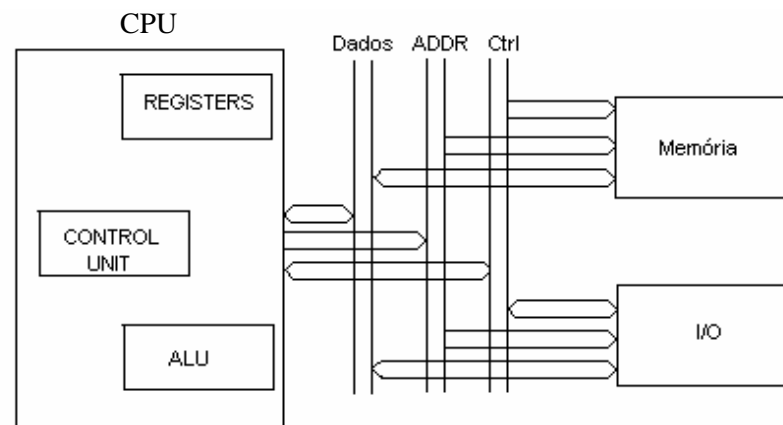 CPU
Dados ADDR Ctrl
REGISTERS
Memória
CONTROL
UNIT
I/O
ALU